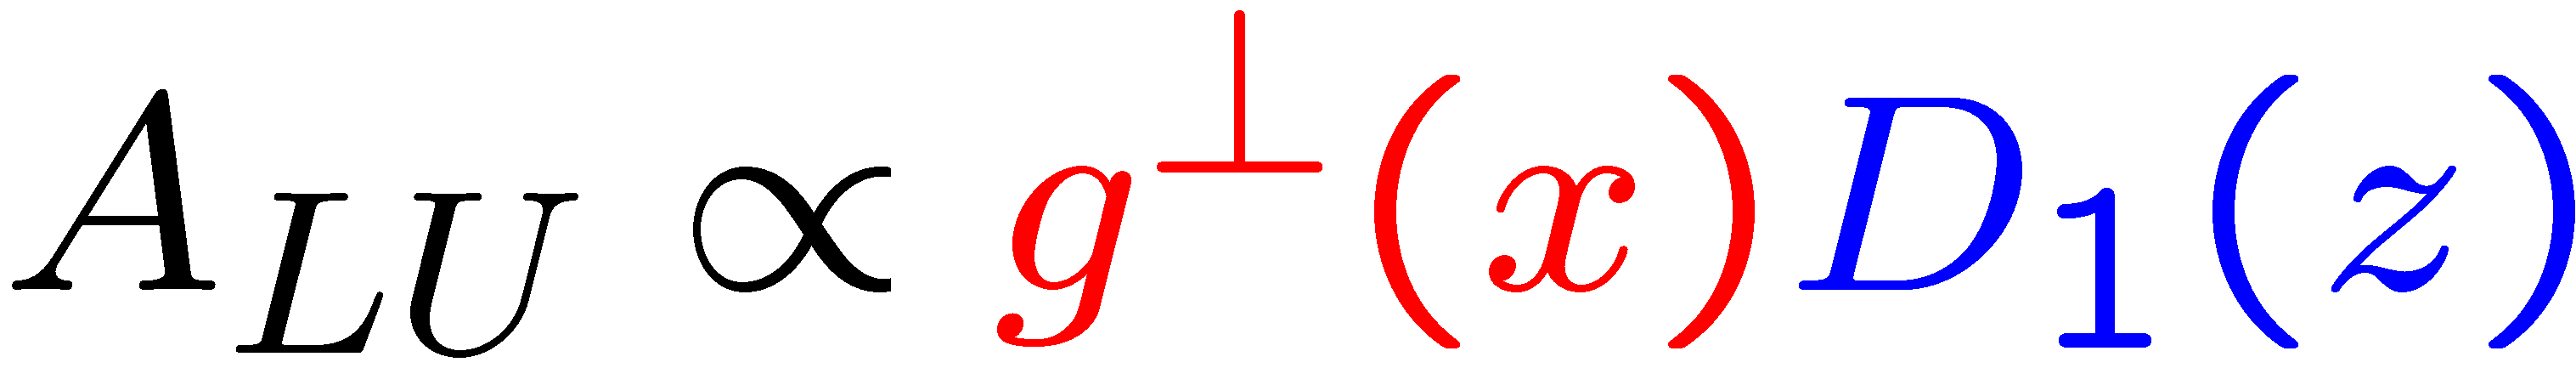 A_{LU} ∝ g^⊥(x)D_1(z)